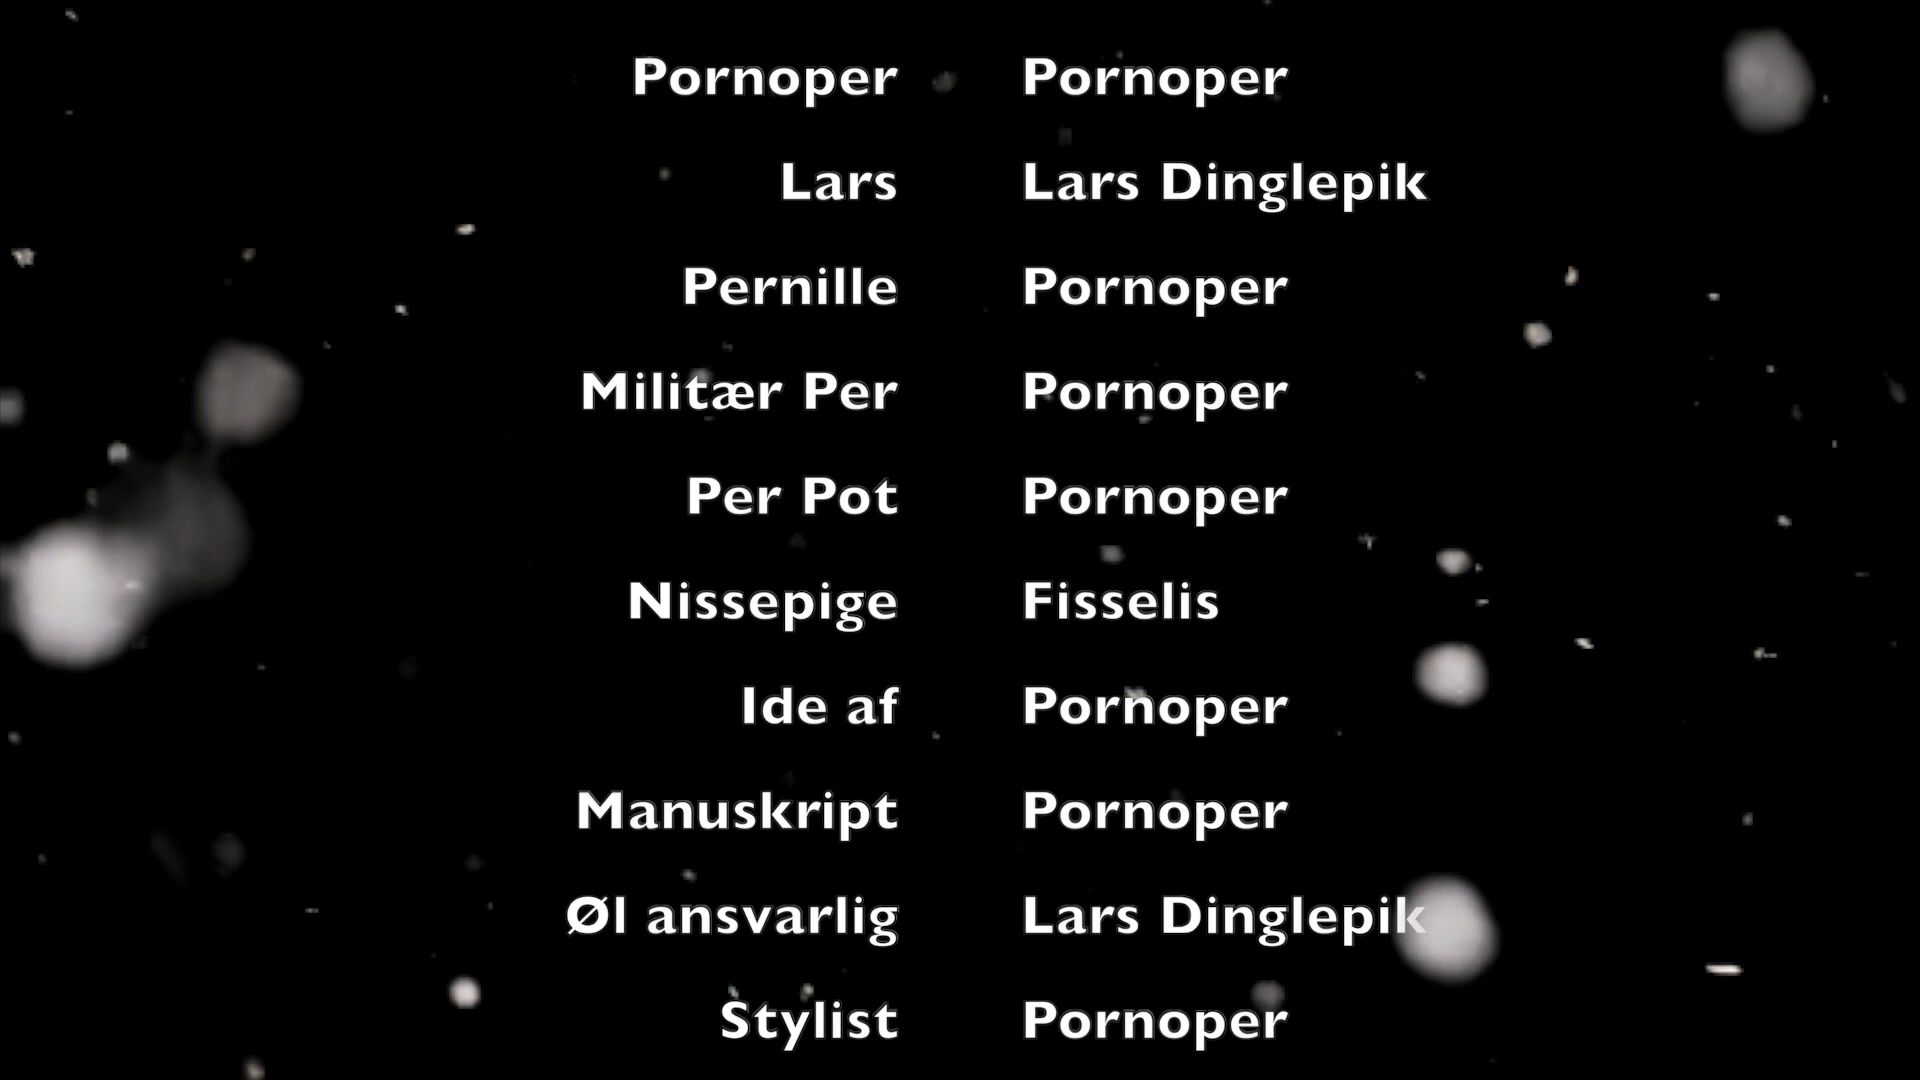 Pornoper Pornoper
Lars Lars Dinglepik
Pernille Pornoper
Militær Per Pornoper
Per Pot Pornoper
Nissepige Fisselis
Ide af Pornoper
Manuskript Pornoper
Øl ansvarlig Lars Dinglepik
Stylist Pornoper